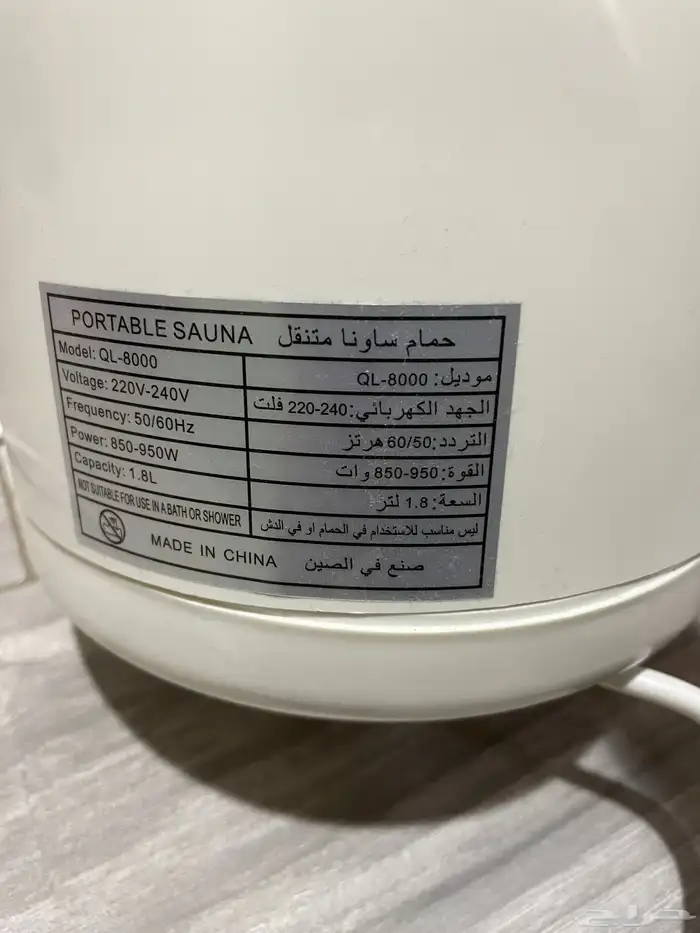 PORTABLE SAUNA حمام ساونا متنقل
Model: QL-8000
موديل: QL-8000
Voltage: 220V-240V
الجهد الكهربائي: 220-240 فلت
Frequency: 50/60Hz
التردد: 60/50 هرتز
Power: 850-950W
القوة: 850-950 وات
Capacity: 1.8L
السعة: 1.8 لتر
NOT SUITABLE FOR USE IN A BATH OR SHOWER
ليس مناسب للاستخدام في الحمام او في الدش
MADE IN CHINA صنع في الصين
حراج